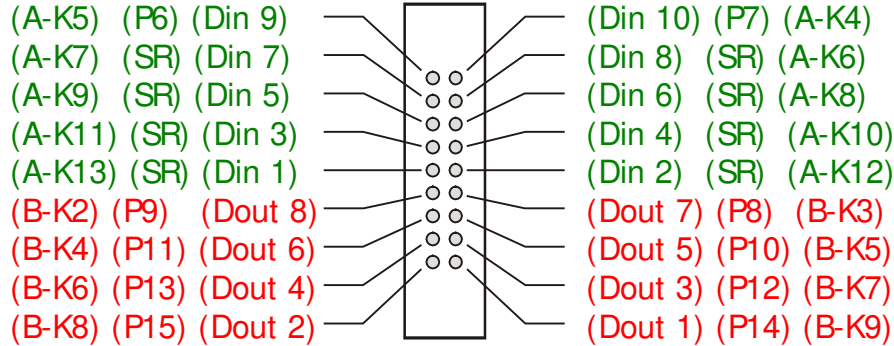 (A-K5) (P6) (Din 9) (Din 10) (P7) (A-K4)
(A-K7) (SR) (Din 7) (Din 8) (SR) (A-K6)
(A-K9) (SR) (Din 5) (Din 6) (SR) (A-K8)
(A-K11) (SR) (Din 3) (Din 4) (SR) (A-K10)
(A-K13) (SR) (Din 1) (Din 2) (SR) (A-K12)
(B-K2) (P9) (Dout 8) (Dout 7) (P8) (B-K3)
(B-K4) (P11) (Dout 6) (Dout 5) (P10) (B-K5)
(B-K6) (P13) (Dout 4) (Dout 3) (P12) (B-K7)
(B-K8) (P15) (Dout 2) (Dout 1) (P14) (B-K9)